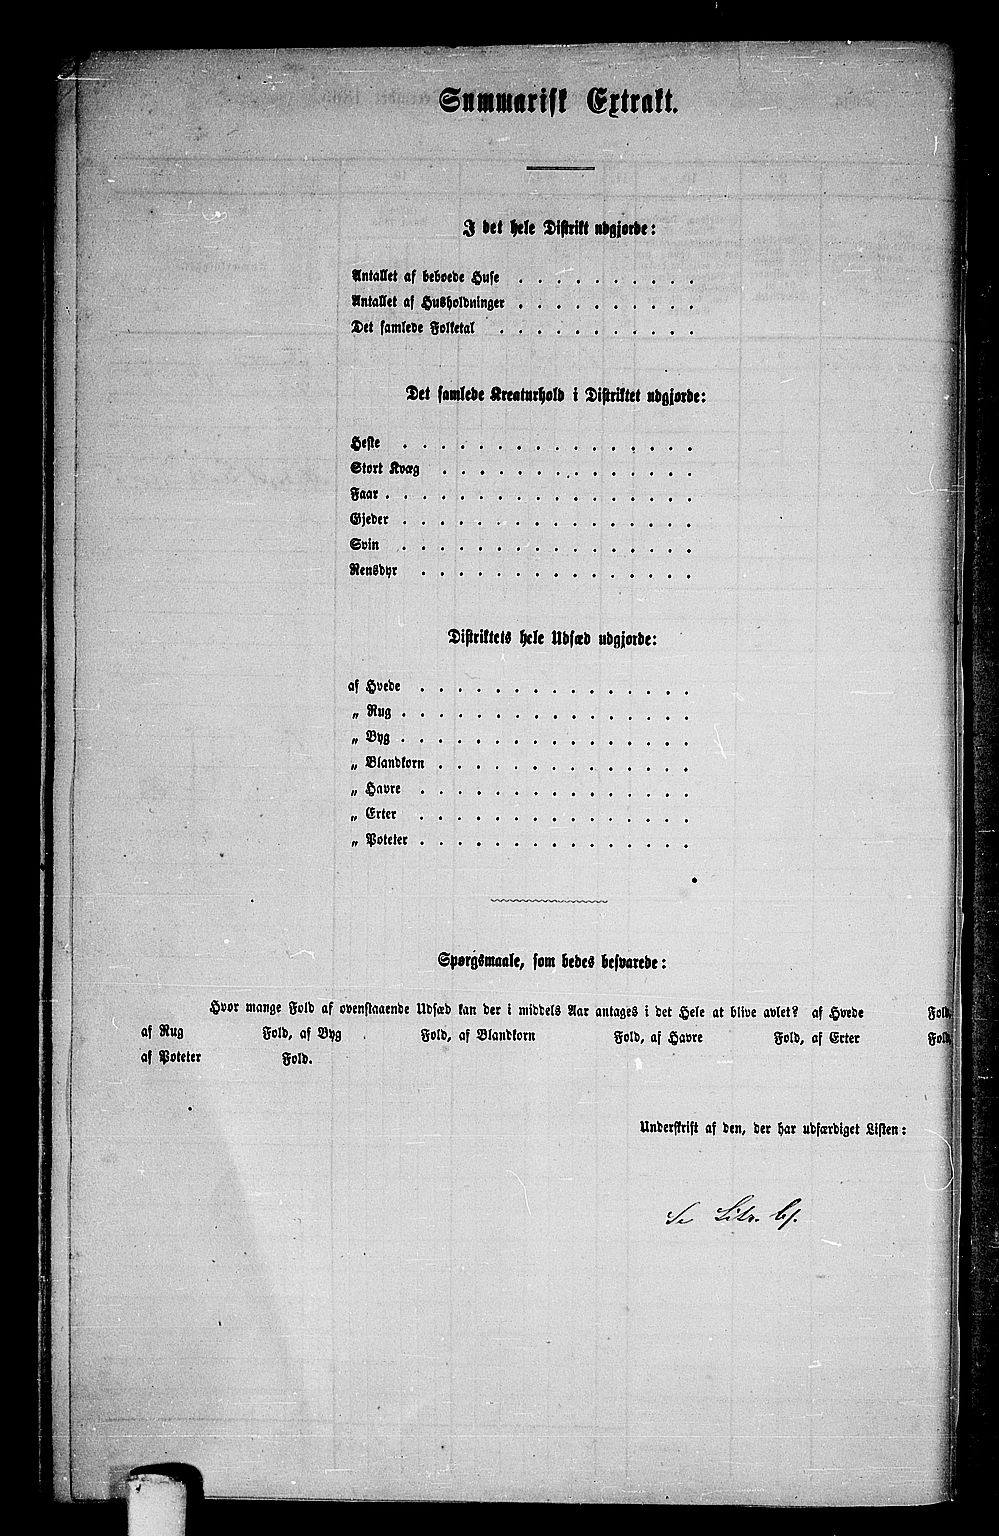 Summarisk Extrakt.
I det hele Distrikt udgjorde:
Antallet af beboede Huse . . . . . . . . . .
Antallet af Husholdninger . . . . . . . . . .
Det samlede Folketal . . . . . . . . . . .
Det samlede Kreaturhold i Distriktet udgjorde:
Heste . . . . . . . . . . . . . . . .
Stort Kvæg . . . . . . . . . . . . . .
Faar . . . . . . . . . . . . . . . . .
Gjeder . . . . . . . . . . . . . . . .
Svin . . . . . . . . . . . . . . . .
Rensdyr . . . . . . . . . . . . . . .
Distriktets hele Udsæd udgjorde:
af Hvede . . . . . . . . . . . . . . .
„ Rug . . . . . . . . . . . . . . . .
„ Byg . . . . . . . . . . . . . . . .
„ Blandkorn . . . . . . . . . . . . . .
„ Havre . . . . . . . . . . . . . . .
„ Erter . . . . . . . . . . . . . . .
„ Poteter . . . . . . . . . . . . . . .
Spørgsmaale, som bedes besvarede:
Hvor mange Fold af ovenstaaende Udsæd kan der i middels Aar antages i det Hele at blive avlet? af Hvede Fold,
af Rug Fold, af Byg Fold, af Blandkorn Fold, af Havre Fold, af Erter Fold,
af Poteter Fold.
Underskrift af den, der har udfærdiget Listen:
Se Litr.